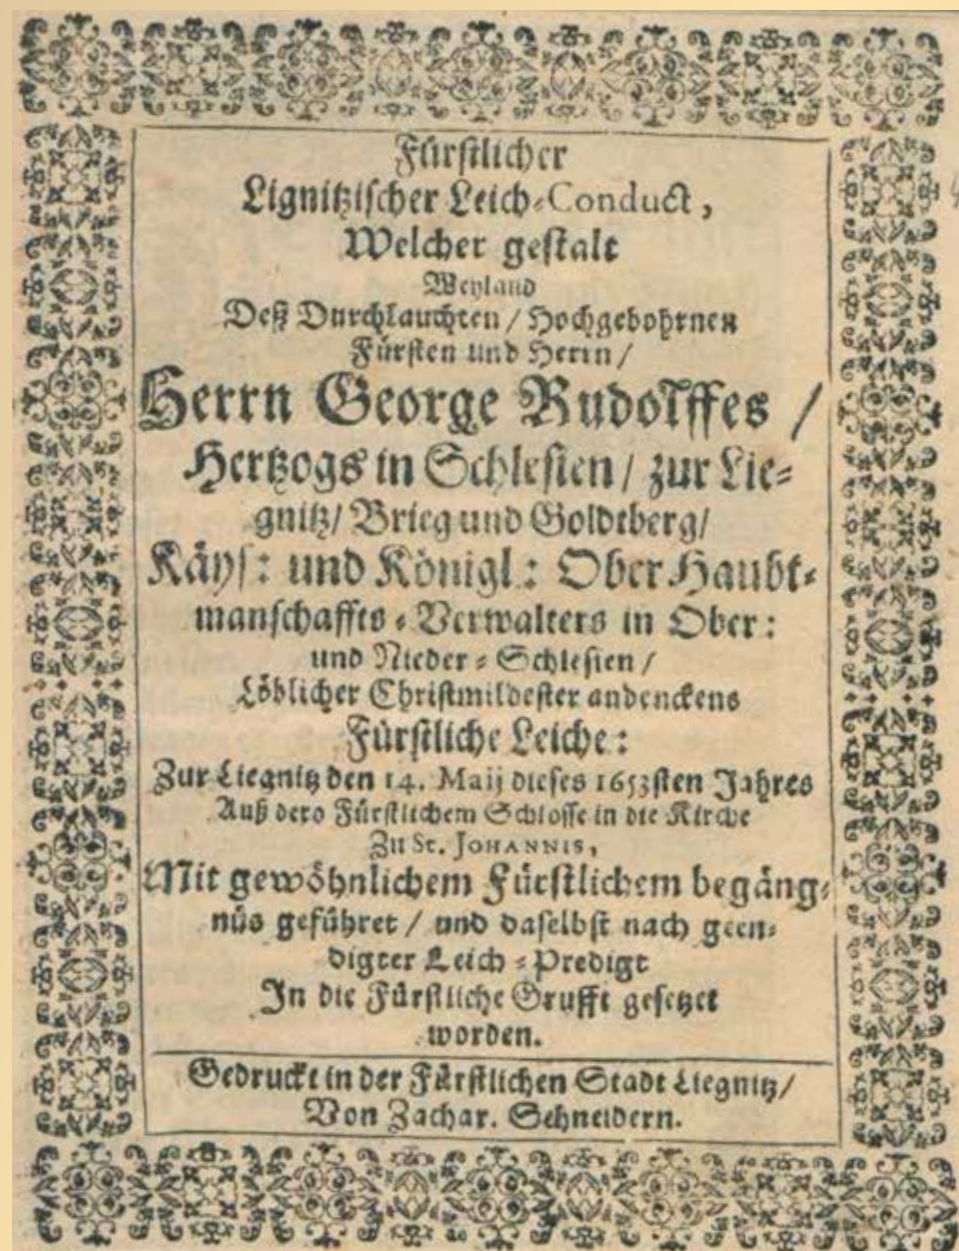 Fürstlicher
Lignitzischer Leich-Conduct,
Welcher gestalt
Weyland
Deß Durchlauchten / Hochgebohrnen
Fürsten und Herrn /
Herrn George Rudolffes /
Hertzogs in Schlesien / zur Lie-
gnitz / Brieg und Goldtberg /
Käys: und Königl: Ober Haubt-
manschaffts-Verwalters in Ober:
und Nieder-Schlesien /
Löblicher Christmildester andenckens
Fürstliche Leiche:
Zur Liegnitz den 14. Maij dieses 1653sten Jahres
Auß dero Fürstlichem Schlosse in die Kirche
Zu St. JOHANNIS,
Mit gewöhnlichem Fürstlichem begäng-
nüs geführet / und daselbst nach geen-
digter Leich-Predigt
In die Fürstliche Grufft gesetzet
worden.
Gedruckt in der Fürstlichen Stadt Liegnitz /
Von Zachar. Schneidern.